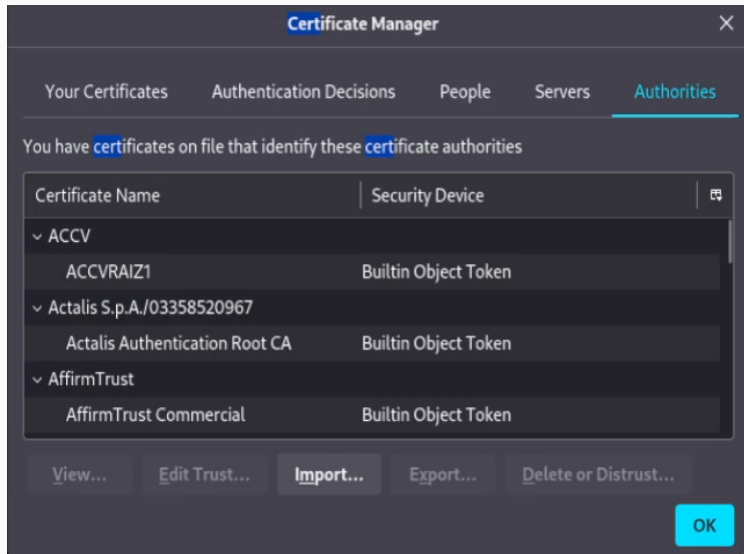 Certificate Manager
Your Certificates Authentication Decisions People Servers Authorities
You have certificates on file that identify these certificate authorities
Certificate Name Security Device
ACCV
ACCVRAIZ1 Builtin Object Token
Actalis S.p.A./03358520967
Actalis Authentication Root CA Builtin Object Token
AffirmTrust
AffirmTrust Commercial Builtin Object Token
View... Edit Trust... Import... Export... Delete or Distrust...
OK